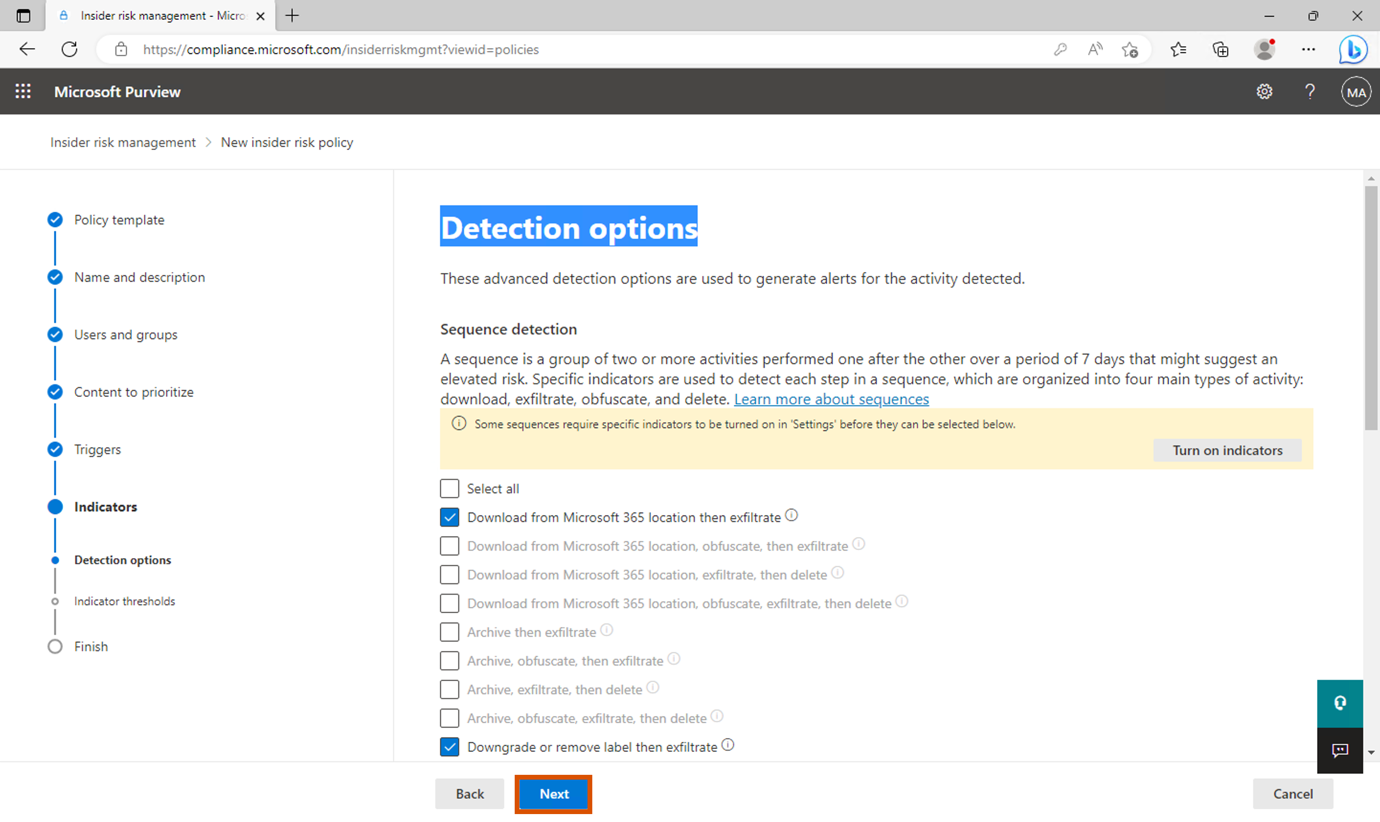 Insider risk management - Micro
https://compliance.microsoft.com/insiderriskmgmt?viewid=policies
Microsoft Purview
?
MA
Insider risk management > New insider risk policy
Policy template
Name and description
Users and groups
Content to prioritize
Triggers
Indicators
Detection options
Indicator thresholds
Finish
Detection options
These advanced detection options are used to generate alerts for the activity detected.
Sequence detection
A sequence is a group of two or more activities performed one after the other over a period of 7 days that might suggest an
elevated risk. Specific indicators are used to detect each step in a sequence, which are organized into four main types of activity:
download, exfiltrate, obfuscate, and delete. Learn more about sequences
Some sequences require specific indicators to be turned on in 'Settings' before they can be selected below.
Turn on indicators
Select all
Download from Microsoft 365 location then exfiltrate
Download from Microsoft 365 location, obfuscate, then exfiltrate
Download from Microsoft 365 location, exfiltrate, then delete
Download from Microsoft 365 location, obfuscate, exfiltrate, then delete
Archive then exfiltrate
Archive, obfuscate, then exfiltrate
Archive, exfiltrate, then delete
Archive, obfuscate, exfiltrate, then delete
Downgrade or remove label then exfiltrate
Back
Next
Cancel